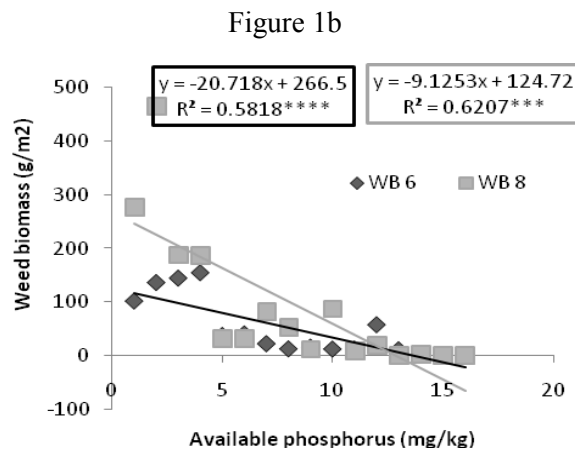 Figure 1b
y = -20.718x + 266.5
R² = 0.5818****
y = -9.1253x + 124.72
R² = 0.6207***
500
400
300
200
100
0
-100
WB 6
WB 8
0
5
10
15
20
Weed biomass (g/m2)
Available phosphorus (mg/kg)